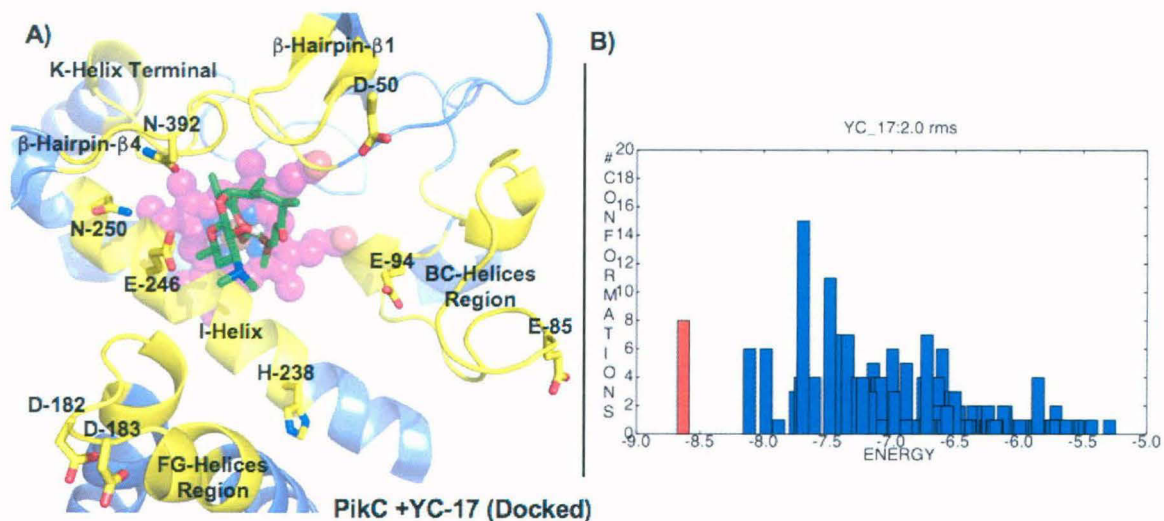 A)
β-Hairpin-β1
K-Helix Terminal
D-50
N-392
β-Hairpin-β4
N-250
E-246
E-94
BC-Helices
Region
E-85
I-Helix
H-238
D-182
D-183
FG-Helices
Region
PikC +YC-17 (Docked)
B)
YC_17:2.0 rms
#CONFORMATIONS
20
18
16
14
12
10
8
6
4
2
0
-9.0 -8.5 -8.0 -7.5 -7.0 -6.5 -6.0 -5.5 -5.0
ENERGY